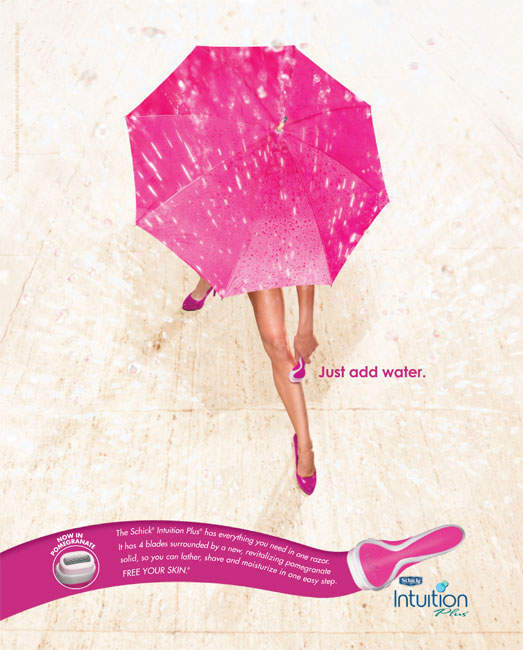 Just add water.
NOW IN
POMEGRANATE
The Schick® Intuition Plus® has everything you need in one razor.
It has 4 blades surrounded by a new, revitalizing pomegranate
solid, so you can lather, shave and moisturize in one easy step.
FREE YOUR SKIN.®
Schick
Intuition
Plus